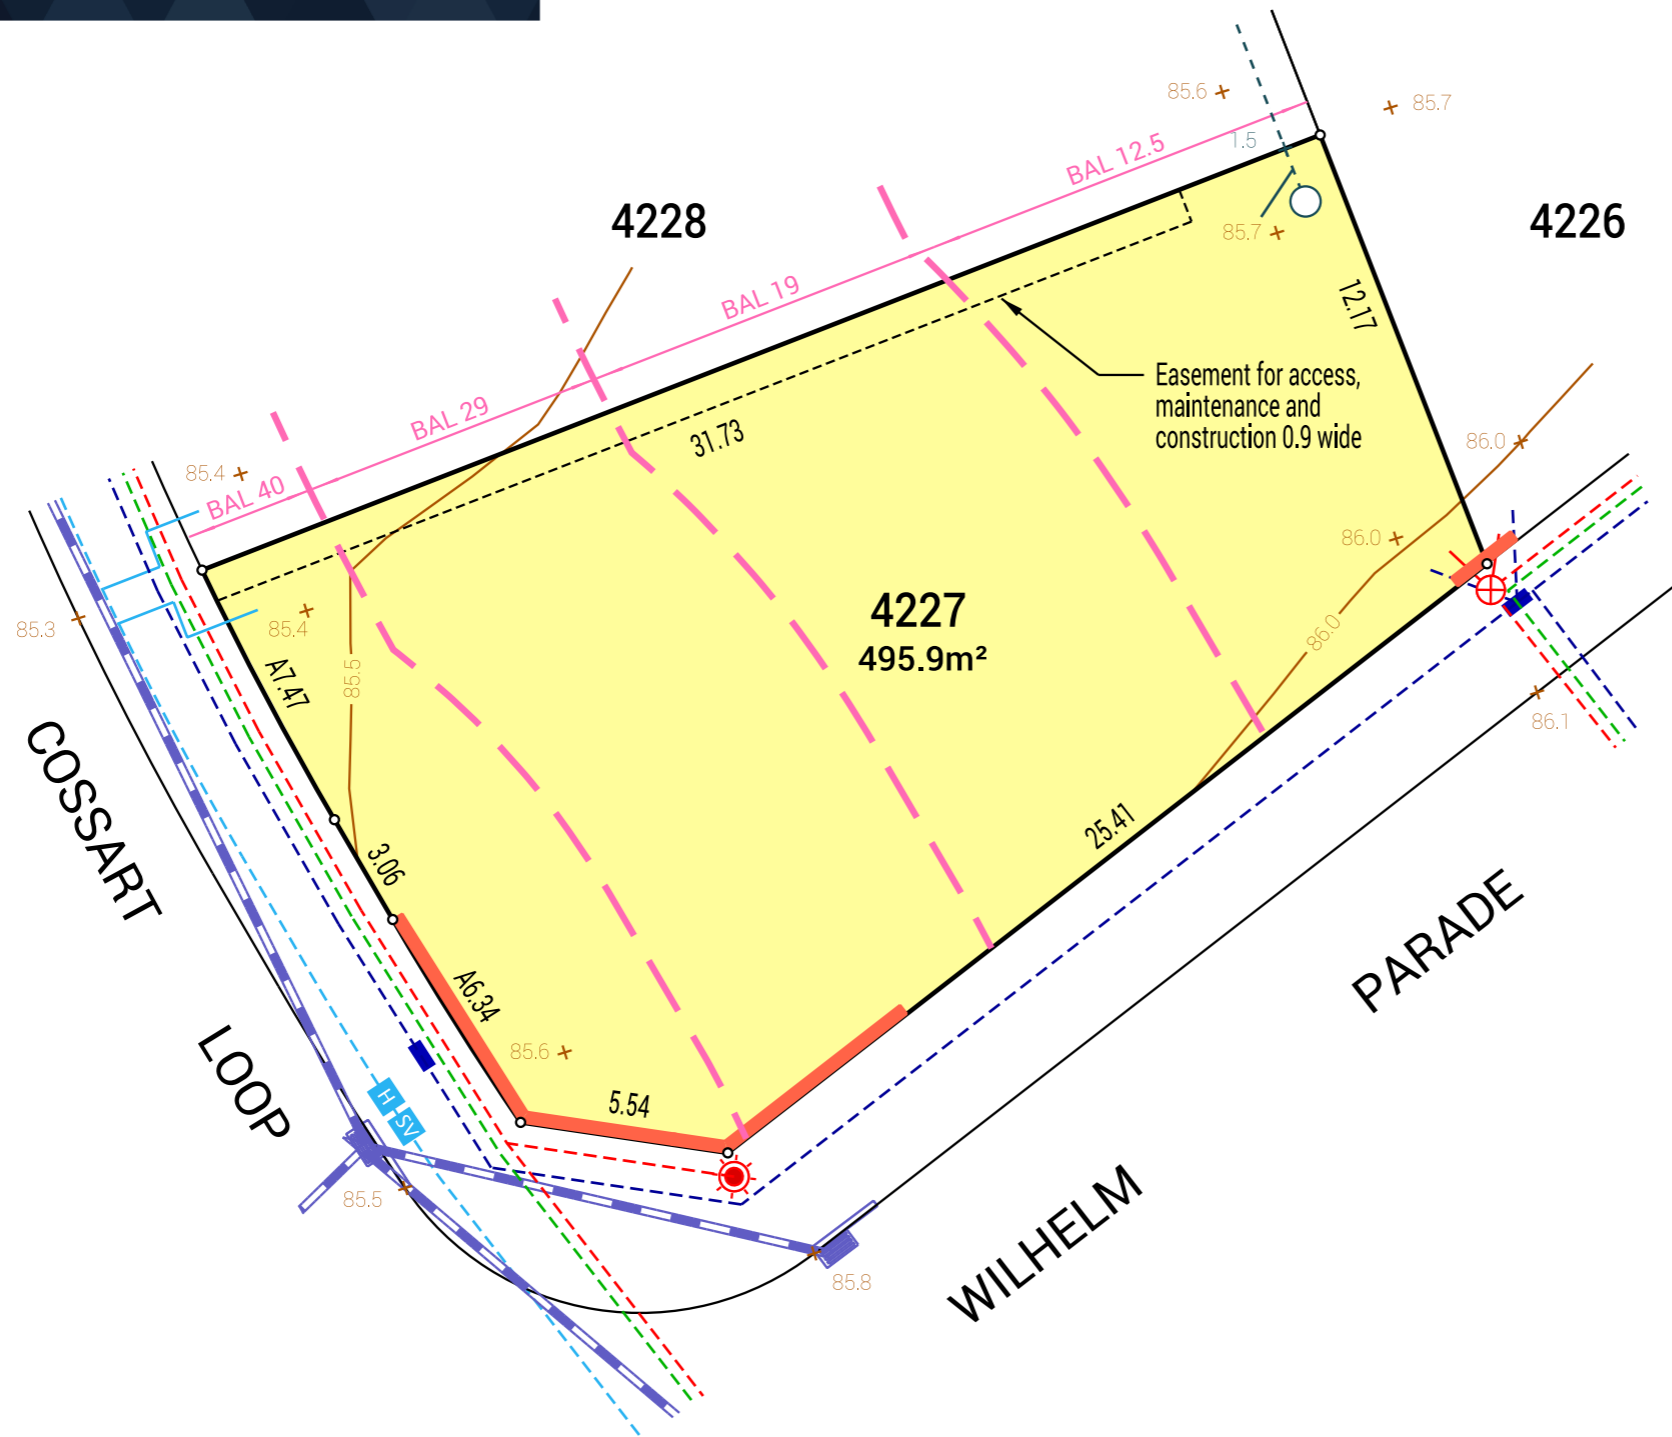 85.6
85.7
1.5
BAL 12.5
4228
4226
85.7
BAL 19
12.17
Easement for access,
maintenance and
construction 0.9 wide
BAL 29
31.73
86.0
85.4
BAL 40
86.0
85.3
85.4
4227
495.9m²
86.0
A7.47
85.5
86.1
COSSART
3.06
25.41
PARADE
A6.34
85.6
LOOP
5.54
H
SV
85.5
WILHELM
85.8